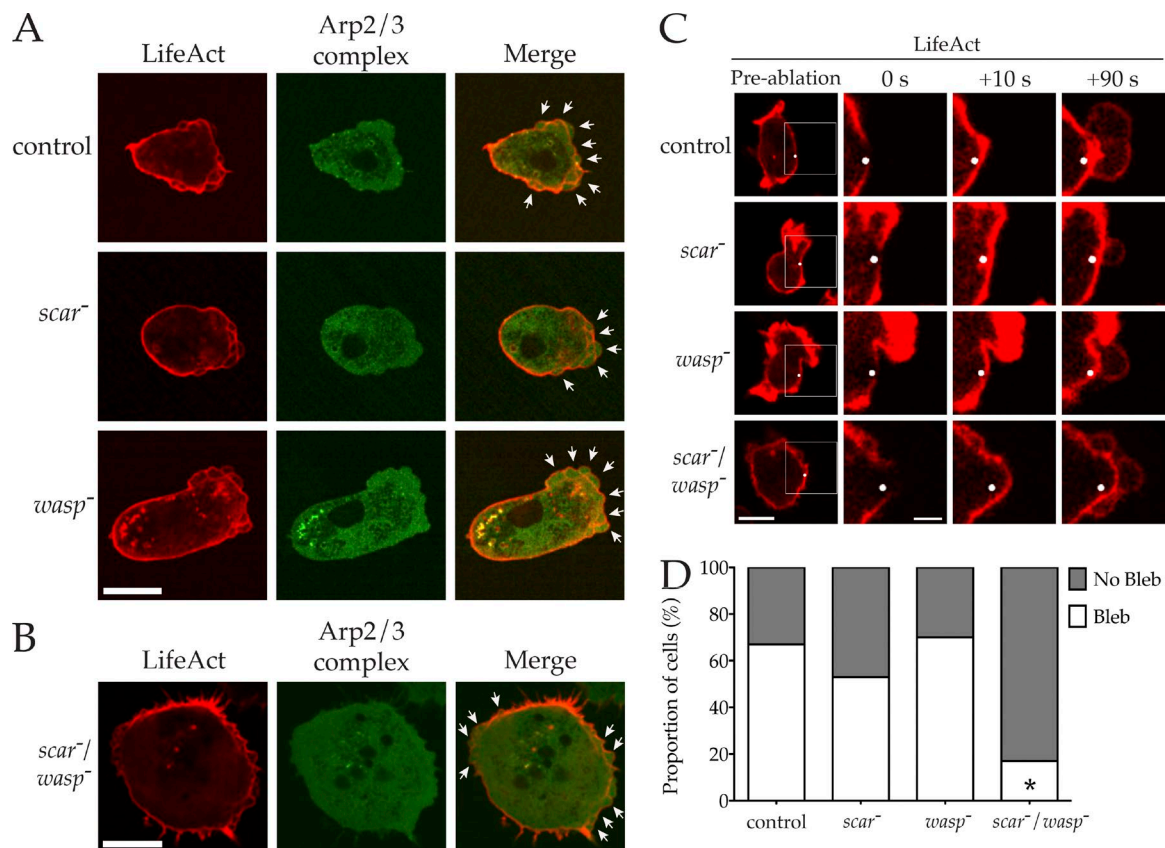 A
LifeAct
Arp2/3
complex
Merge
control
scar⁻
wasp⁻
B
LifeAct
Arp2/3
complex
Merge
scar⁻/
wasp⁻
C
LifeAct
Pre-ablation 0 s +10 s +90 s
control
scar⁻
wasp⁻
scar⁻/
wasp⁻
D
Proportion of cells (%)
100
80
60
40
20
0
*
control scar⁻ wasp⁻ scar⁻/wasp⁻
No Bleb
Bleb